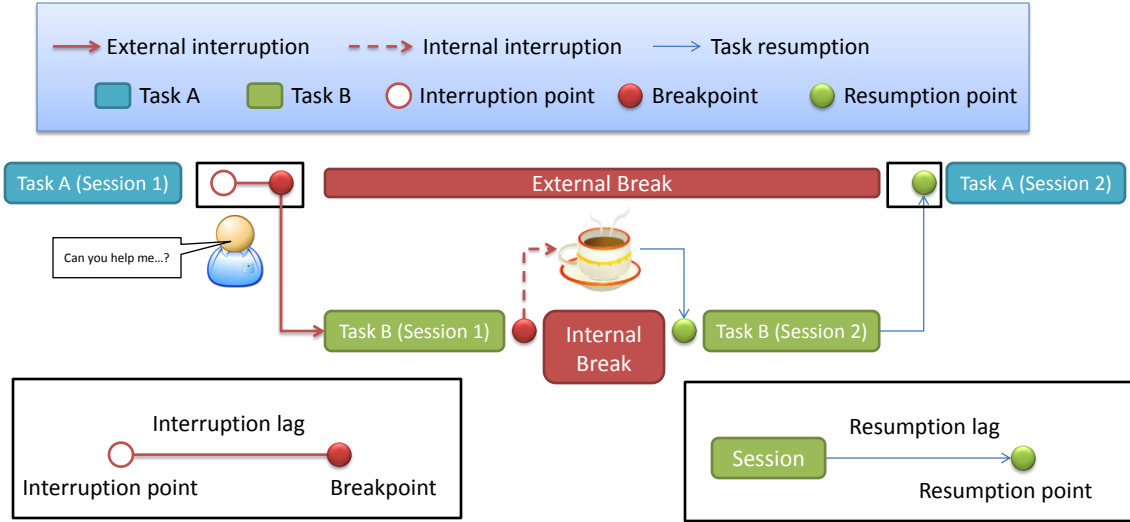 External interruption
Internal interruption
Task resumption
Task A
Task B
Interruption point
Breakpoint
Resumption point
Task A (Session 1)
External Break
Task A (Session 2)
Can you help me…?
Task B (Session 1)
Internal
Break
Task B (Session 2)
Interruption lag
Interruption point
Breakpoint
Resumption lag
Session
Resumption point